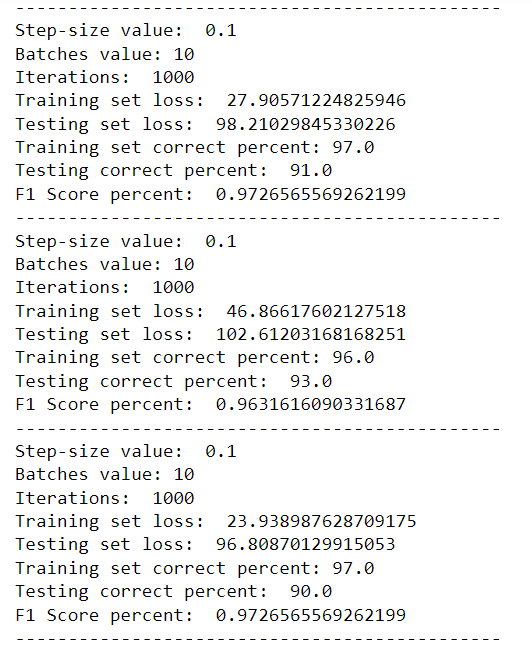 ----------------------------------------------
Step-size value:  0.1
Batches value: 10
Iterations:  1000
Training set loss:  27.90571224825946
Testing set loss:  98.21029845330226
Training set correct percent: 97.0
Testing correct percent:  91.0
F1 Score percent:  0.9726565569262199
----------------------------------------------
Step-size value:  0.1
Batches value: 10
Iterations:  1000
Training set loss:  46.86617602127518
Testing set loss:  102.61203168168251
Training set correct percent: 96.0
Testing correct percent:  93.0
F1 Score percent:  0.9631616090331687
----------------------------------------------
Step-size value:  0.1
Batches value: 10
Iterations:  1000
Training set loss:  23.938987628709175
Testing set loss:  96.80870129915053
Training set correct percent: 97.0
Testing correct percent:  90.0
F1 Score percent:  0.9726565569262199
----------------------------------------------